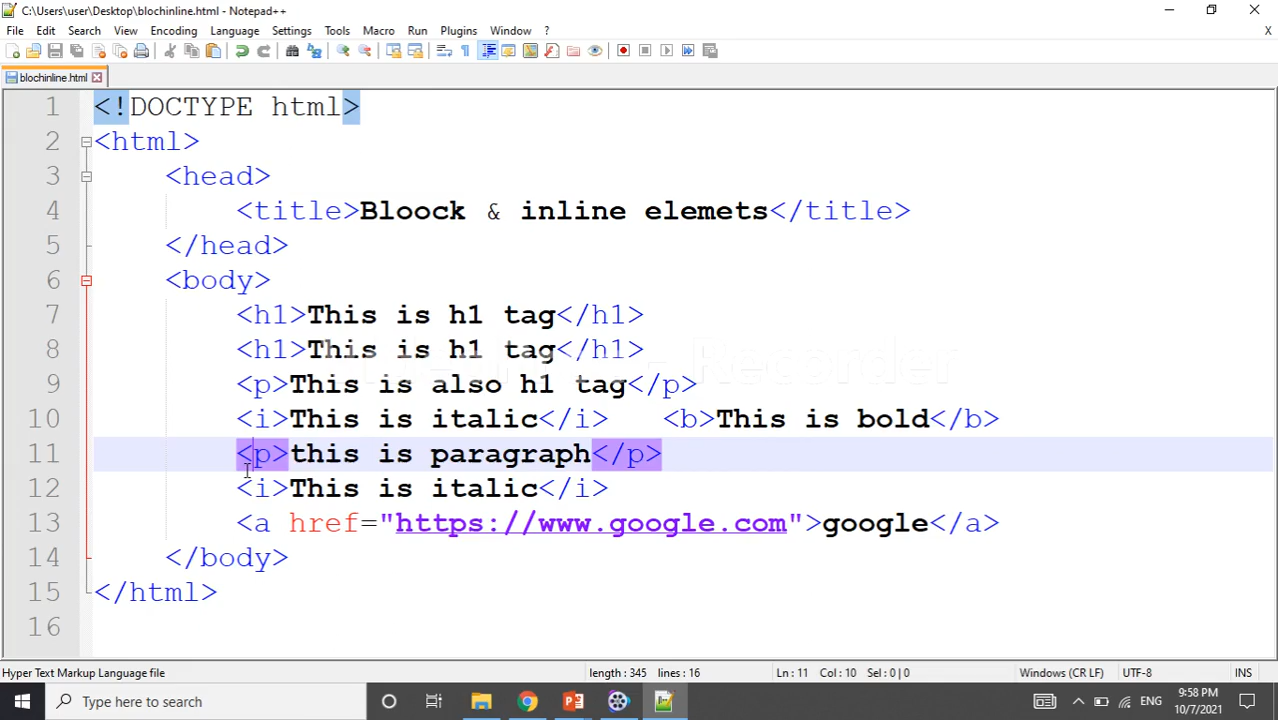 C:\Users\user\Desktop\blochinline.html - Notepad++
File Edit Search View Encoding Language Settings Tools Macro Run Plugins Window ? X
blochinline.html
1 <!DOCTYPE html>
2 <html>
3 <head>
4 <title>Bloock & inline elemets</title>
5 </head>
6 <body>
7 <h1>This is h1 tag</h1>
8 <h1>This is h1 tag</h1>
9 <p>This is also h1 tag</p>
10 <i>This is italic</i> <b>This is bold</b>
11 <p>this is paragraph</p>
12 <i>This is italic</i>
13 <a href="https://www.google.com">google</a>
14 </body>
15 </html>
16
Recorder
Hyper Text Markup Language file length : 345 lines : 16 Ln : 11 Col : 10 Sel : 0 | 0 Windows (CR LF) UTF-8 INS
Type here to search ENG 9:58 PM
10/7/2021